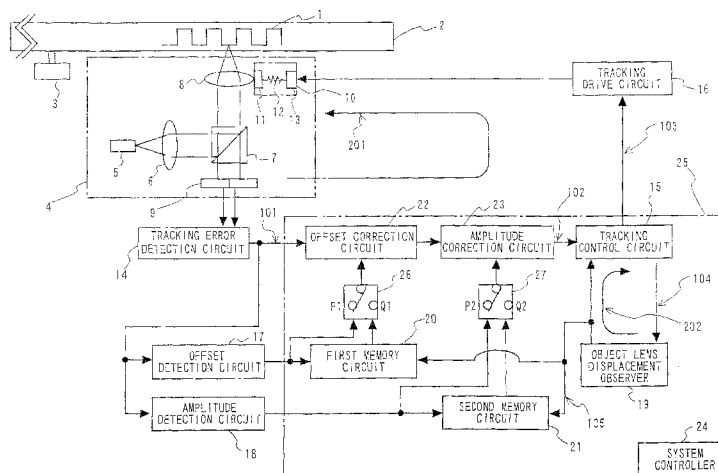 1
2
3
4
5
6
7
8
9
10
11
12
13
201
TRACKING
DRIVE CIRCUIT
16
103
25
TRACKING ERROR
DETECTION CIRCUIT
14
101
22
OFFSET CORRECTION
CIRCUIT
23
AMPLITUDE
CORRECTION CIRCUIT
102
15
TRACKING
CONTROL CIRCUIT
104
202
P1
Q1
26
P2
Q2
27
17
OFFSET
DETECTION CIRCUIT
20
FIRST MEMORY
CIRCUIT
OBJECT LENS
DISPLACEMENT
OBSERVER
19
AMPLITUDE
DETECTION CIRCUIT
18
SECOND MEMORY
CIRCUIT
21
105
24
SYSTEM
CONTROLLER